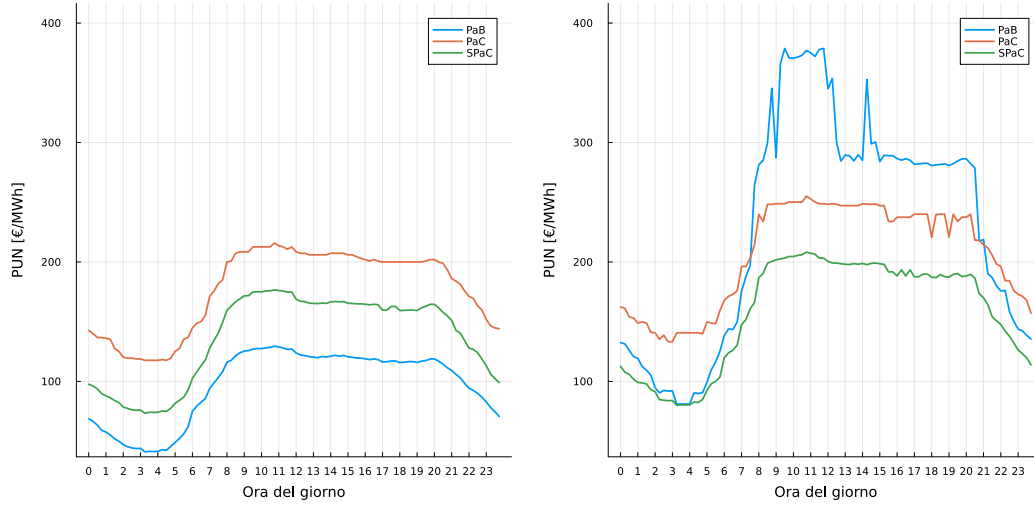 400
300
200
100
PUN [€/MWh]
PaB
PaC
SPaC
0 1 2 3 4 5 6 7 8 9 10 11 12 13 14 15 16 17 18 19 20 21 22 23
Ora del giorno
400
300
200
100
PUN [€/MWh]
PaB
PaC
SPaC
0 1 2 3 4 5 6 7 8 9 10 11 12 13 14 15 16 17 18 19 20 21 22 23
Ora del giorno